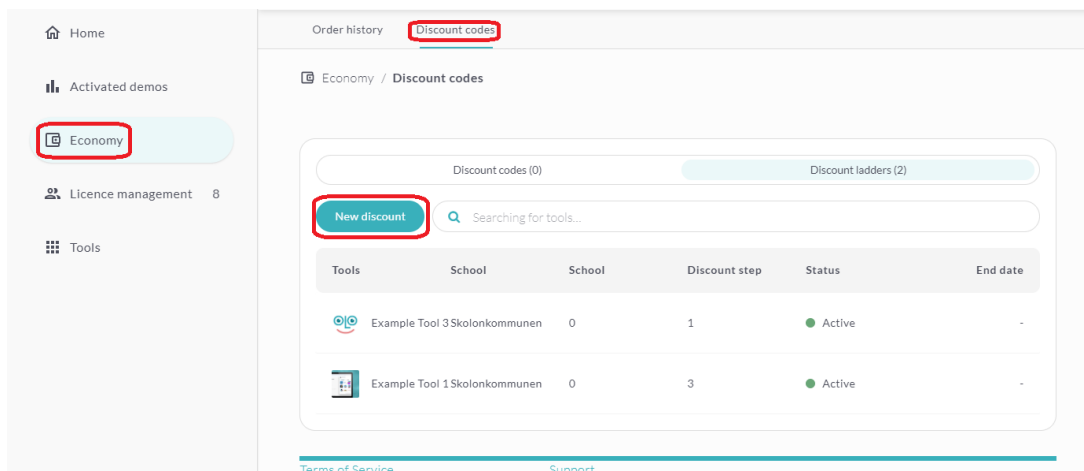 Home
Activated demos
Economy
Licence management 8
Tools
Order history Discount codes
Economy / Discount codes
Discount codes (0) Discount ladders (2)
New discount Searching for tools...
Tools School School Discount step Status End date
Example Tool 3 Skolonkommunen 0 1 Active -
Example Tool 1 Skolonkommunen 0 3 Active -
Terms of Service Support